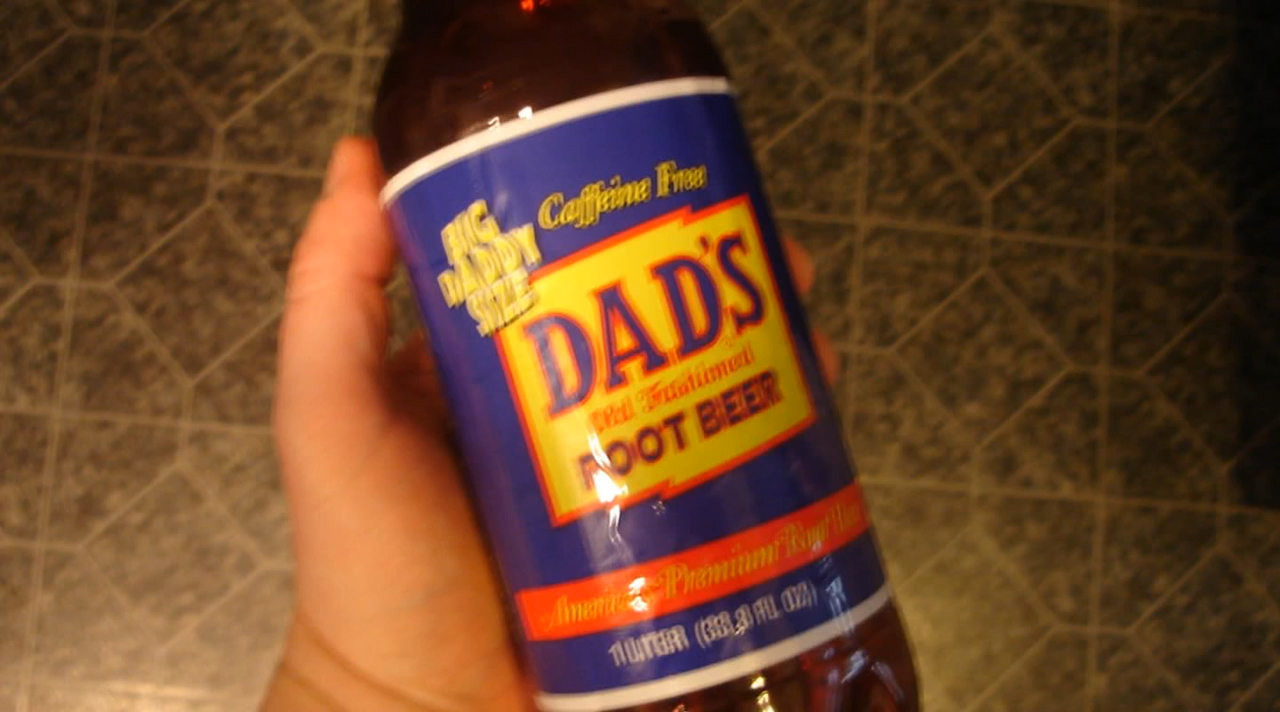 Caffeine Free
BIG
DADDY
SIZE
DAD'S
Old Fashioned
ROOT BEER
America's Premium Root Beer
1 LITER (33.8 FL OZ)